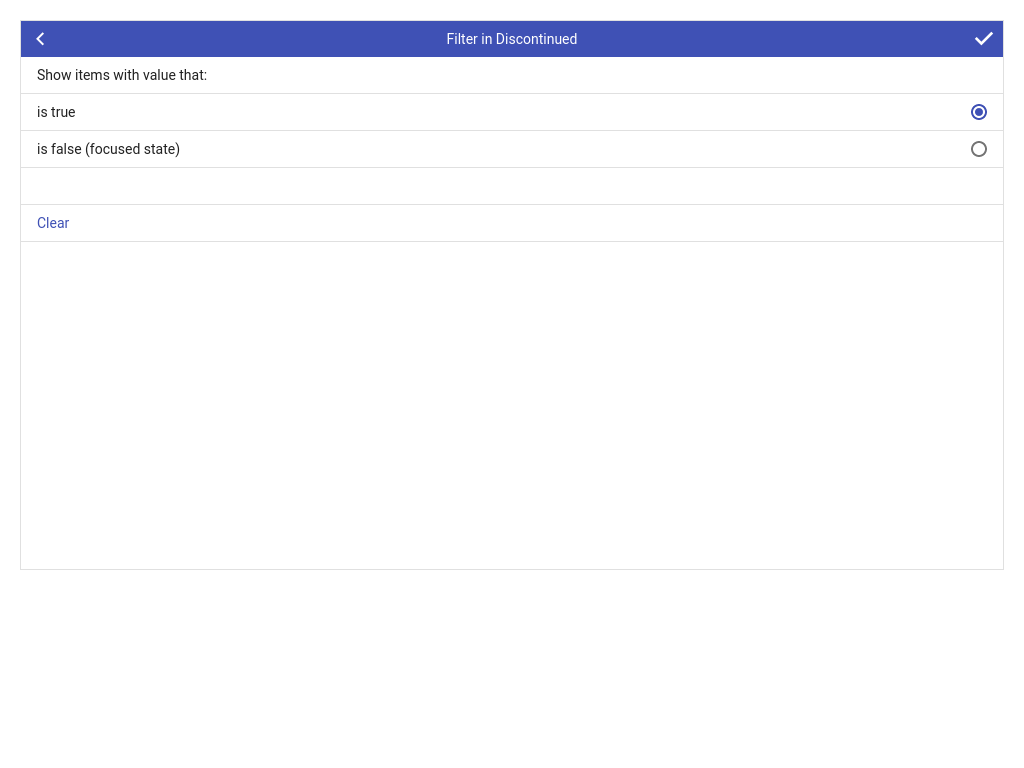 Filter in Discontinued
Show items with value that:
is true
is false (focused state)
Clear